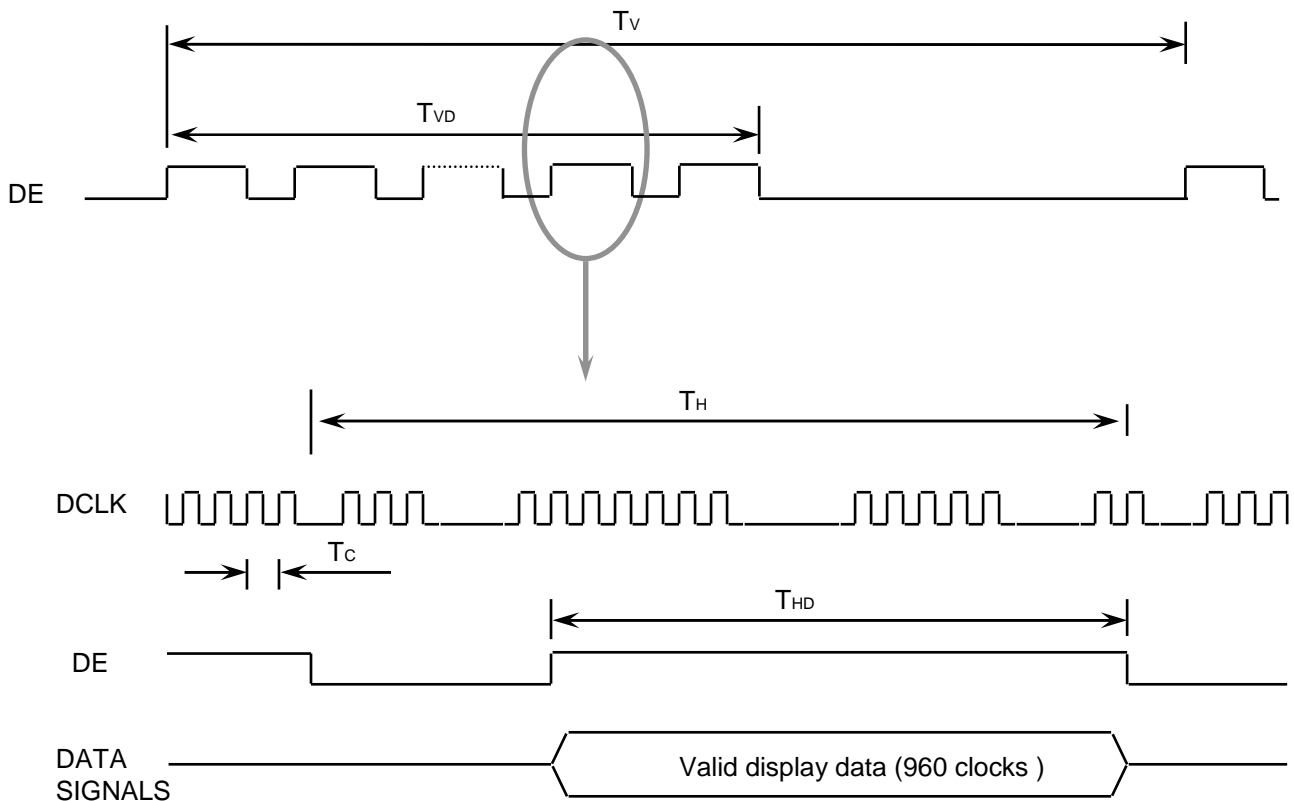 TV
TVD
DE
TH
DCLK
TC
THD
DE
DATA
SIGNALS
Valid display data (960 clocks )